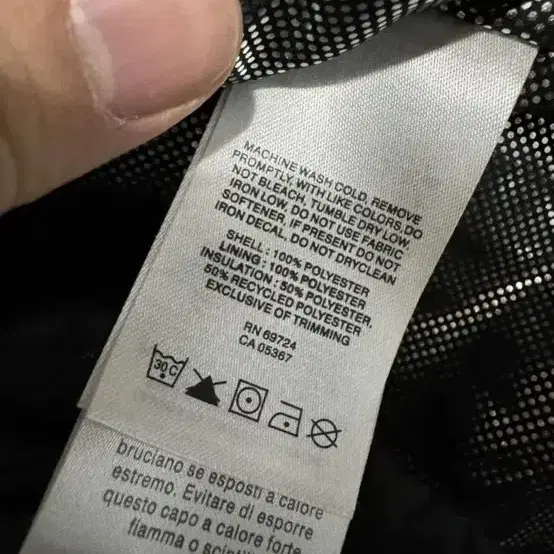 MACHINE WASH COLD, REMOVE
PROMPTLY, WITH LIKE COLORS, DO
NOT BLEACH, TUMBLE DRY LOW,
IRON LOW, DO NOT USE FABRIC
SOFTENER, IF PRESENT DO NOT
IRON DECAL, DO NOT DRYCLEAN
SHELL : 100% POLYESTER
LINING : 100% POLYESTER
INSULATION : 50% POLYESTER,
50% RECYCLED POLYESTER
EXCLUSIVE OF TRIMMING
RN 69724
CA 05367
30 C
bruciano se esposti a calore
estremo. Evitare di esporre
questo capo a calore forte
fiamma o